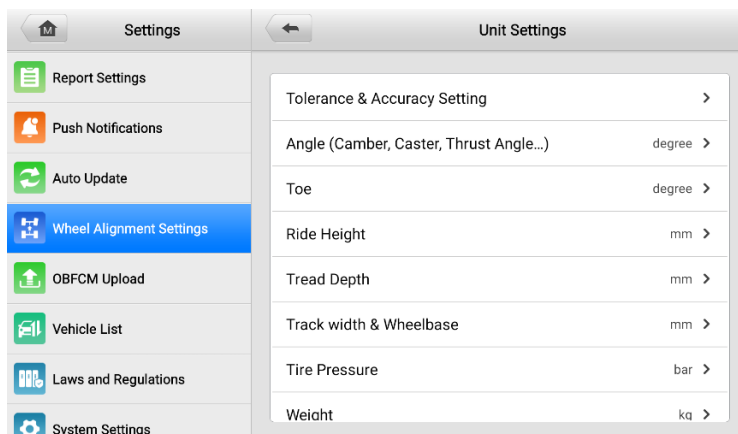 M
Settings
Unit Settings
Report Settings
Push Notifications
Auto Update
Wheel Alignment Settings
OBFCM Upload
Vehicle List
Laws and Regulations
System Settings
Tolerance & Accuracy Setting
Angle (Camber, Caster, Thrust Angle...) degree
Toe degree
Ride Height mm
Tread Depth mm
Track width & Wheelbase mm
Tire Pressure bar
Weight kg